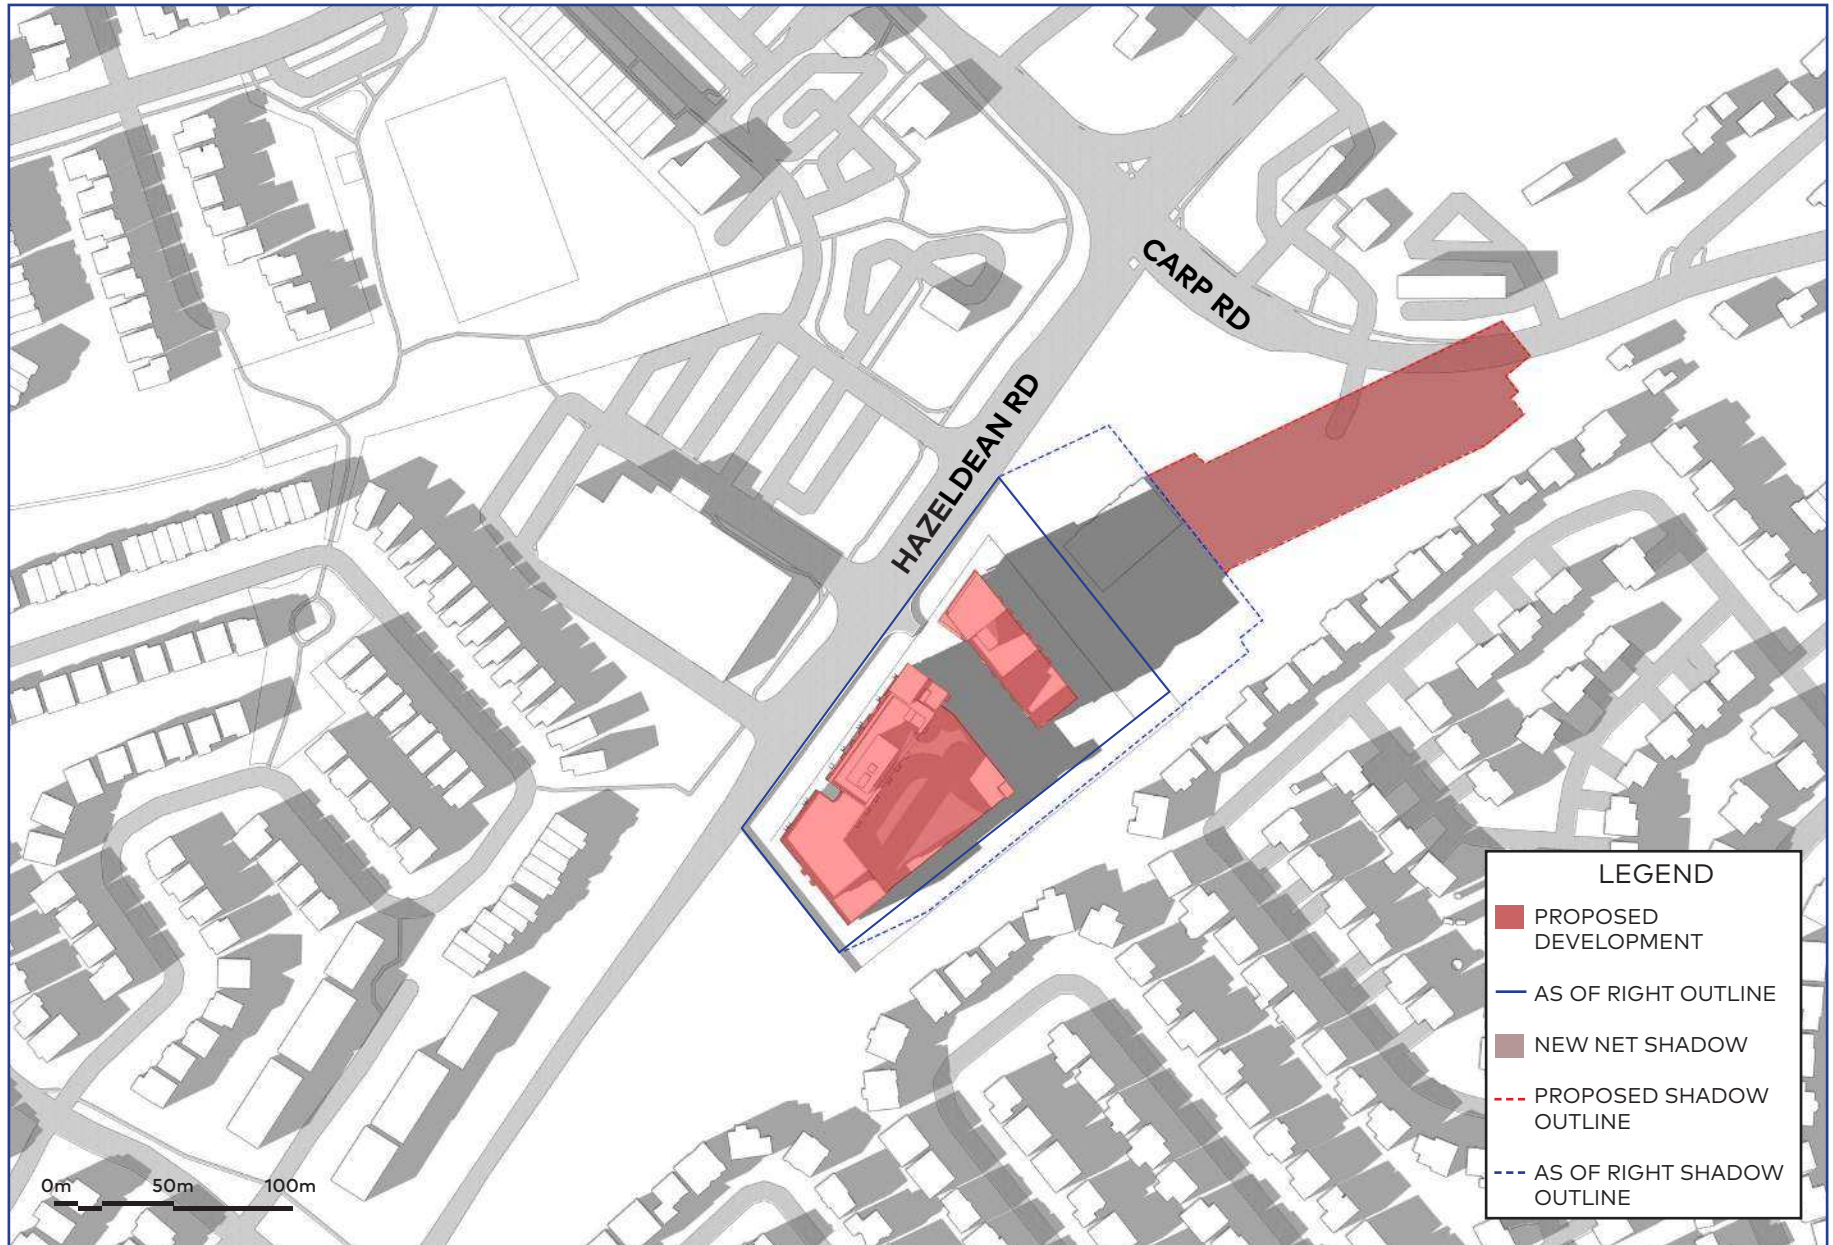 CARP RD
HAZELDEAN RD
LEGEND
PROPOSED
DEVELOPMENT
AS OF RIGHT OUTLINE
NEW NET SHADOW
PROPOSED SHADOW
OUTLINE
AS OF RIGHT SHADOW
OUTLINE
0m 50m 100m